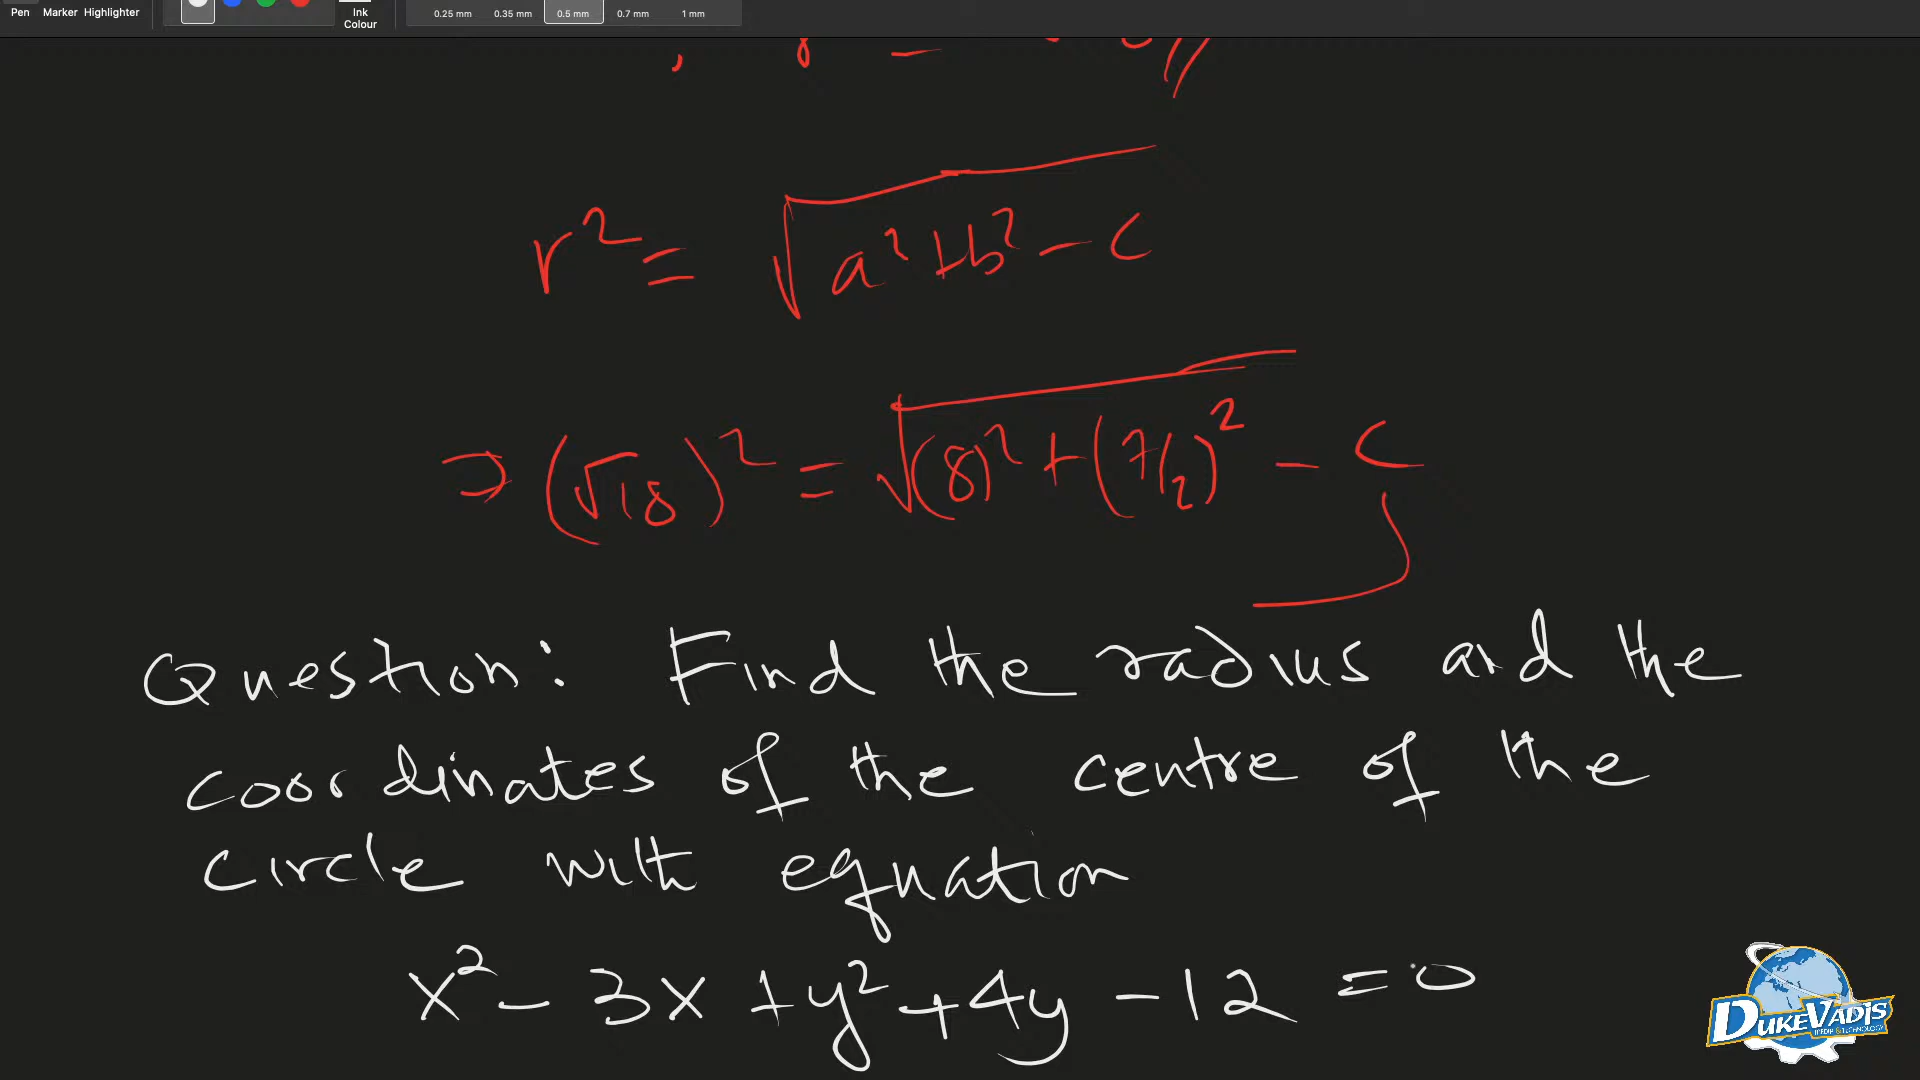 Pen Marker Highlighter
Ink
Colour
0.25 mm 0.35 mm 0.5 mm 0.7 mm 1 mm
r² = √(a² + b² - c
⇒ (√18)² = √(8)² + (7/2)² - c
Question: Find the radius and the
coordinates of the centre of the
circle with equation
x² - 3x + y² + 4y - 12 = 0
DUKEVADIS
MEDIA & TECHNOLOGY